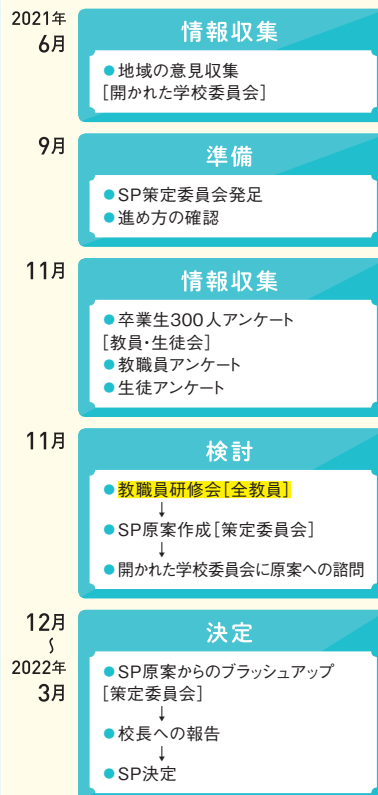 2021年
6月
情報収集
●地域の意見収集
[開かれた学校委員会]
9月
準備
●SP策定委員会発足
●進め方の確認
11月
情報収集
●卒業生300人アンケート
[教員・生徒会]
●教職員アンケート
●生徒アンケート
11月
検討
●教職員研修会[全教員]
↓
●SP原案作成[策定委員会]
↓
●開かれた学校委員会に原案への諮問
12月
〜
2022年
3月
決定
●SP原案からのブラッシュアップ
[策定委員会]
↓
●校長への報告
↓
●SP決定